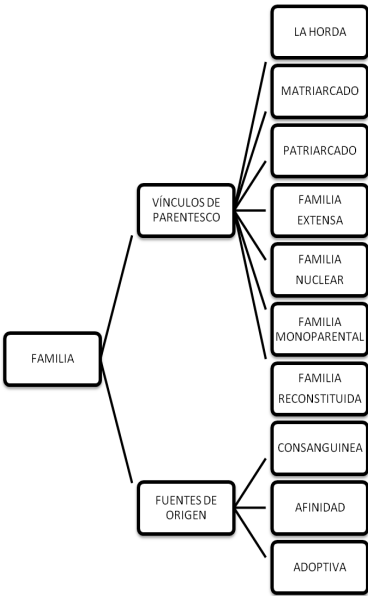 FAMILIA
VÍNCULOS DE
PARENTESCO
LA HORDA
MATRIARCADO
PATRIARCADO
FAMILIA
EXTENSA
FAMILIA
NUCLEAR
FAMILIA
MONOPARENTAL
FAMILIA
RECONSTITUIDA
FUENTES DE
ORIGEN
CONSANGUINEA
AFINIDAD
ADOPTIVA